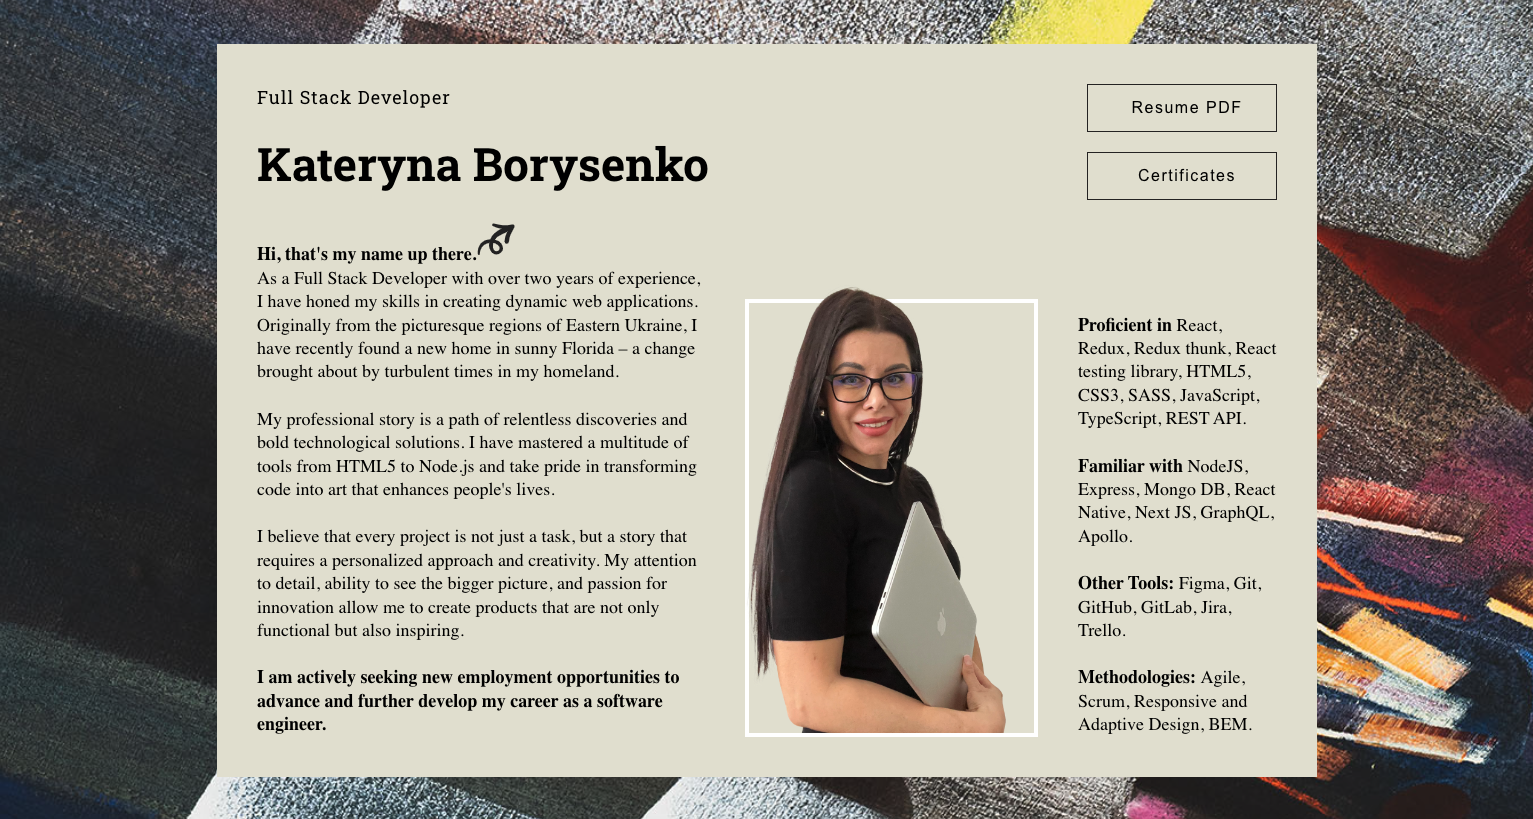 Full Stack Developer
Kateryna Borysenko
Resume PDF
Certificates
Hi, that's my name up there.
As a Full Stack Developer with over two years of experience,
I have honed my skills in creating dynamic web applications.
Originally from the picturesque regions of Eastern Ukraine, I
have recently found a new home in sunny Florida – a change
brought about by turbulent times in my homeland.
My professional story is a path of relentless discoveries and
bold technological solutions. I have mastered a multitude of
tools from HTML5 to Node.js and take pride in transforming
code into art that enhances people's lives.
I believe that every project is not just a task, but a story that
requires a personalized approach and creativity. My attention
to detail, ability to see the bigger picture, and passion for
innovation allow me to create products that are not only
functional but also inspiring.
I am actively seeking new employment opportunities to
advance and further develop my career as a software
engineer.
Proficient in React,
Redux, Redux thunk, React
testing library, HTML5,
CSS3, SASS, JavaScript,
TypeScript, REST API.
Familiar with NodeJS,
Express, Mongo DB, React
Native, Next JS, GraphQL,
Apollo.
Other Tools: Figma, Git,
GitHub, GitLab, Jira,
Trello.
Methodologies: Agile,
Scrum, Responsive and
Adaptive Design, BEM.